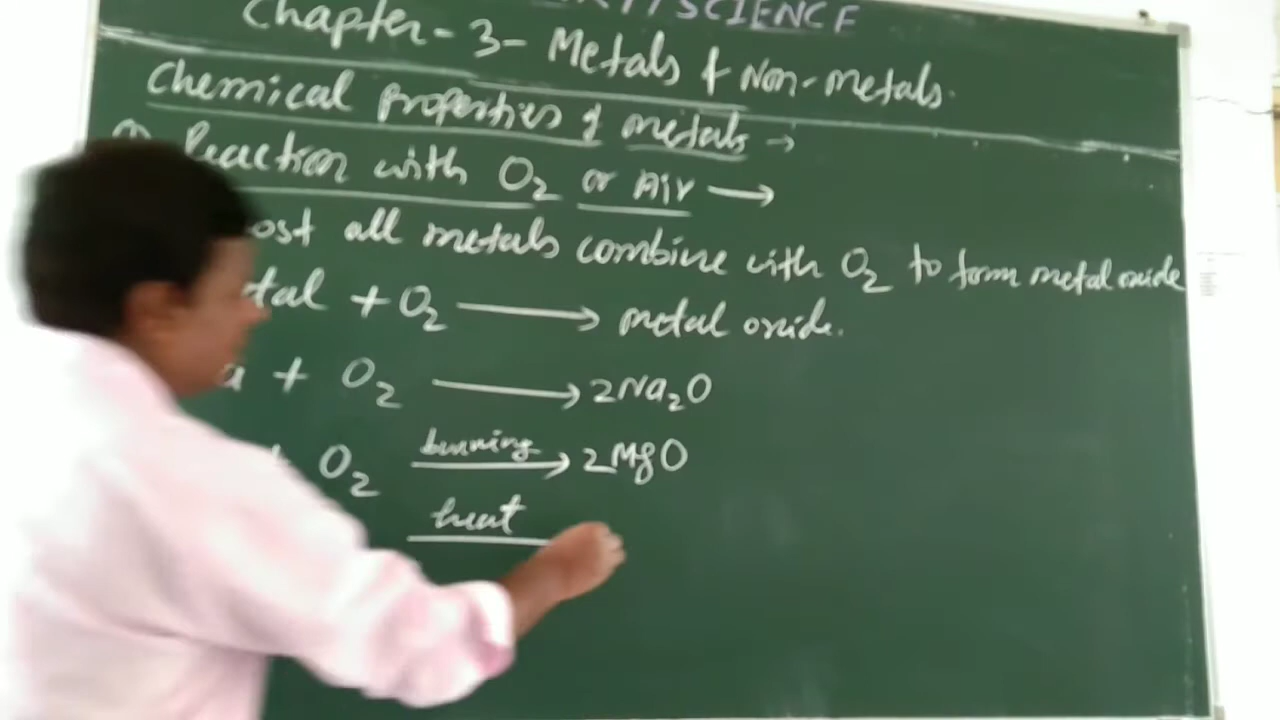 SCIENCE
Chapter-3-Metals & Non-metals.
Chemical properties of metals →
① Reaction with O₂ or Air →
ost all metals combine with O₂ to form metal oxide
tal + O₂ → metal oxide.
a + O₂ → 2Na₂O
+ O₂ burning → 2MgO
heat